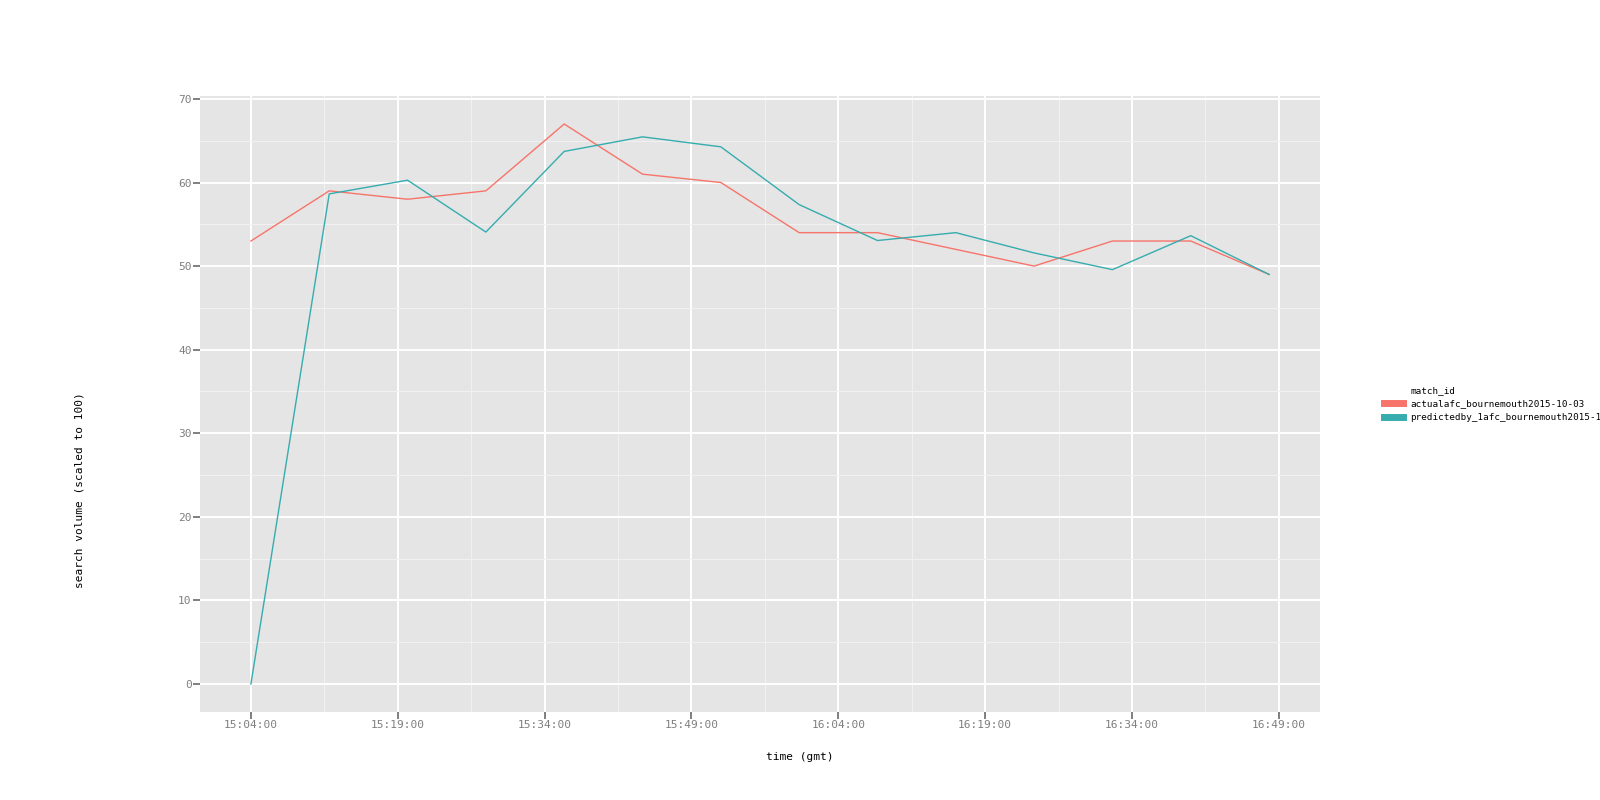 70
60
50
40
30
20
10
0
15:04:00 15:19:00 15:34:00 15:49:00 16:04:00 16:19:00 16:34:00 16:49:00
time (gmt)
search volume (scaled to 100)
match_id
actualafc_bournemouth2015-10-03
predictedby_1afc_bournemouth2015-1